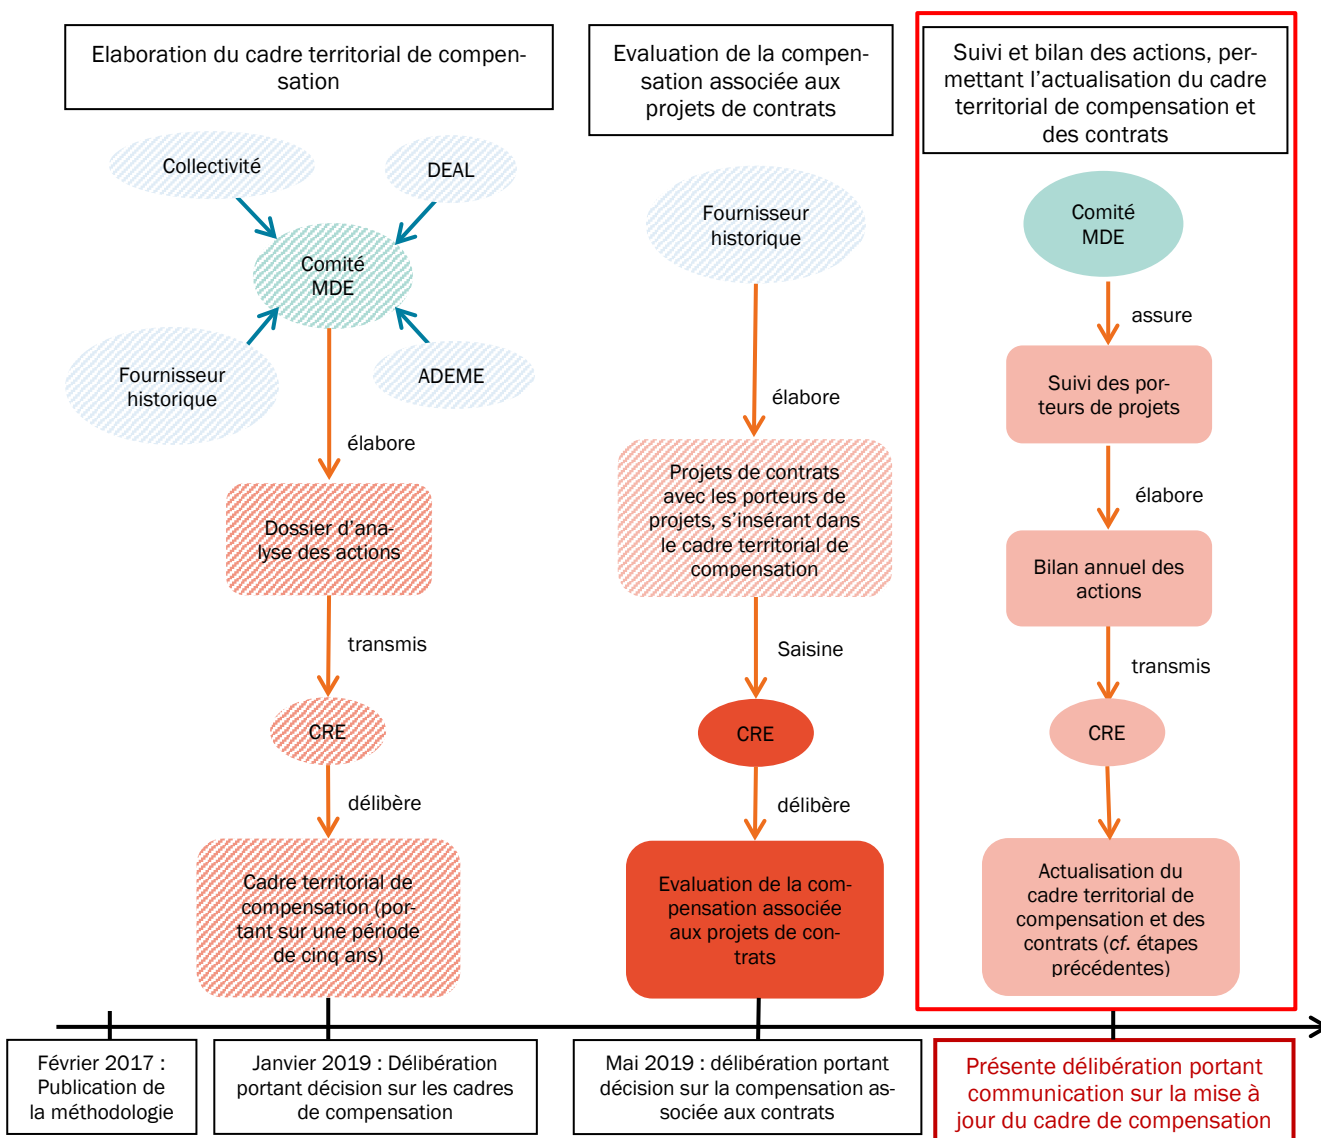 Elaboration du cadre territorial de compen-
sation
Collectivité
DEAL
Comité
MDE
Fournisseur
historique
ADEME
élabore
Dossier d'ana-
lyse des actions
transmis
CRE
délibère
Cadre territorial de
compensation (por-
tant sur une période
de cinq ans)
Evaluation de la compen-
sation associée aux
projets de contrats
Fournisseur
historique
élabore
Projets de contrats
avec les porteurs de
projets, s'insérant dans
le cadre territorial de
compensation
Saisine
CRE
délibère
Evaluation de la com-
pensation associée
aux projets de con-
trats
Suivi et bilan des actions, per-
mettant l'actualisation du cadre
territorial de compensation et
des contrats
Comité
MDE
assure
Suivi des por-
teurs de projets
élabore
Bilan annuel des
actions
transmis
CRE
Actualisation du
cadre territorial de
compensation et des
contrats (cf. étapes
précédentes)
Février 2017 :
Publication de
la méthodologie
Janvier 2019 : Délibération
portant décision sur les cadres
de compensation
Mai 2019 : délibération portant
décision sur la compensation as-
sociée aux contrats
Présente délibération portant
communication sur la mise à
jour du cadre de compensation